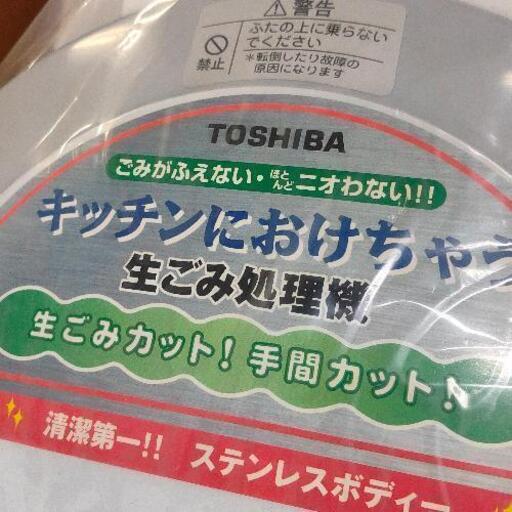 ⚠警告
禁止
ふたの上に乗らない
でください
*転倒したり故障の
原因になります
TOSHIBA
ごみがふえない・ほとんどニオわない!!
キッチンにおけちゃう
生ごみ処理機
生ごみカット! 手間カット!
清潔第一!! ステンレスボディー